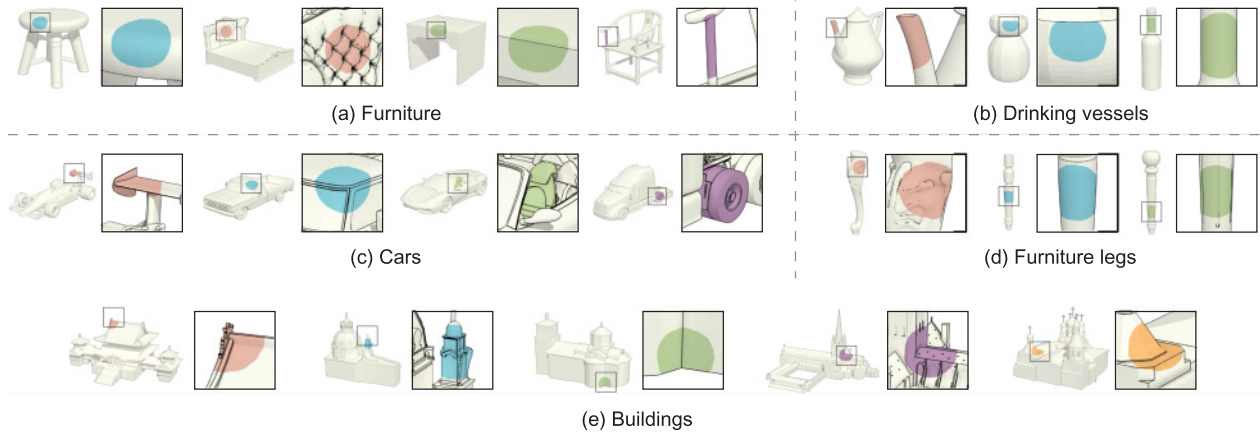 (a) Furniture
(b) Drinking vessels
(c) Cars
(d) Furniture legs
(e) Buildings